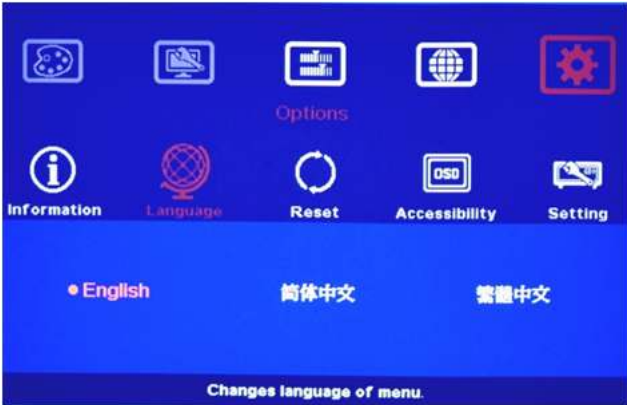 Options
OSD
Information Language Reset Accessibility Setting
English 简体中文 繁體中文
Changes language of menu.